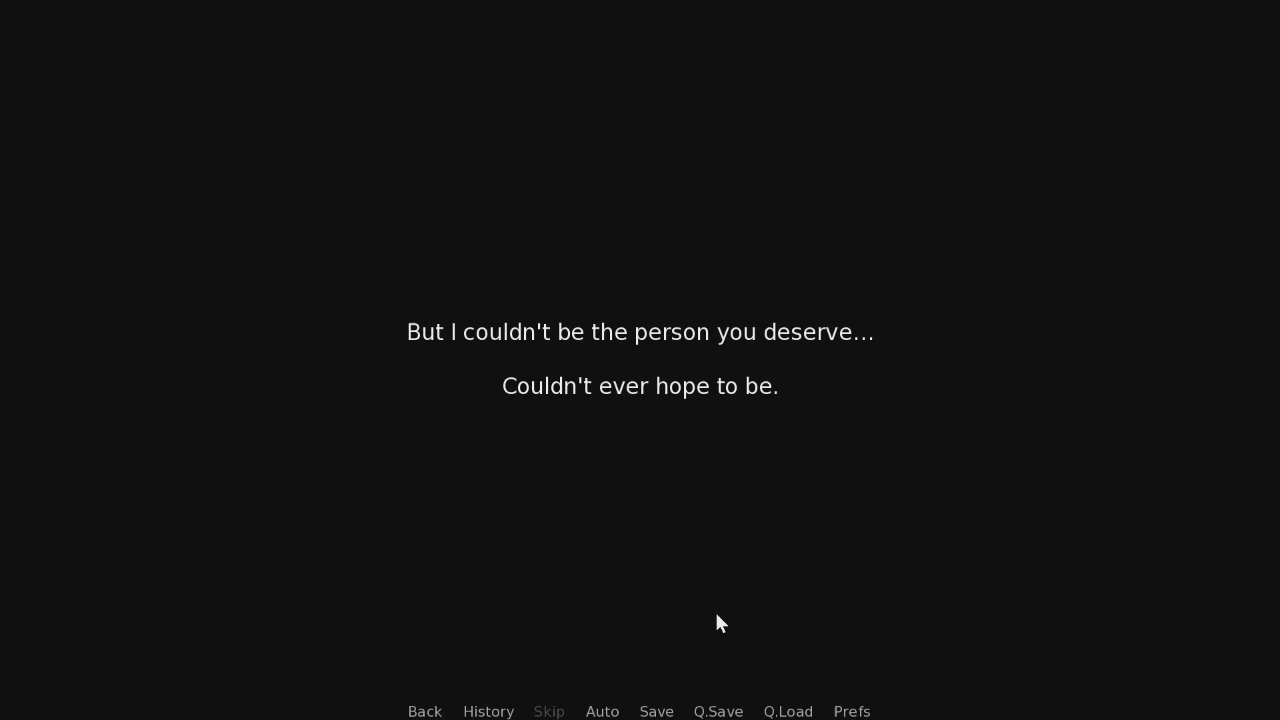 But I couldn't be the person you deserve...
Couldn't ever hope to be.
Back History Skip Auto Save Q.Save Q.Load Prefs